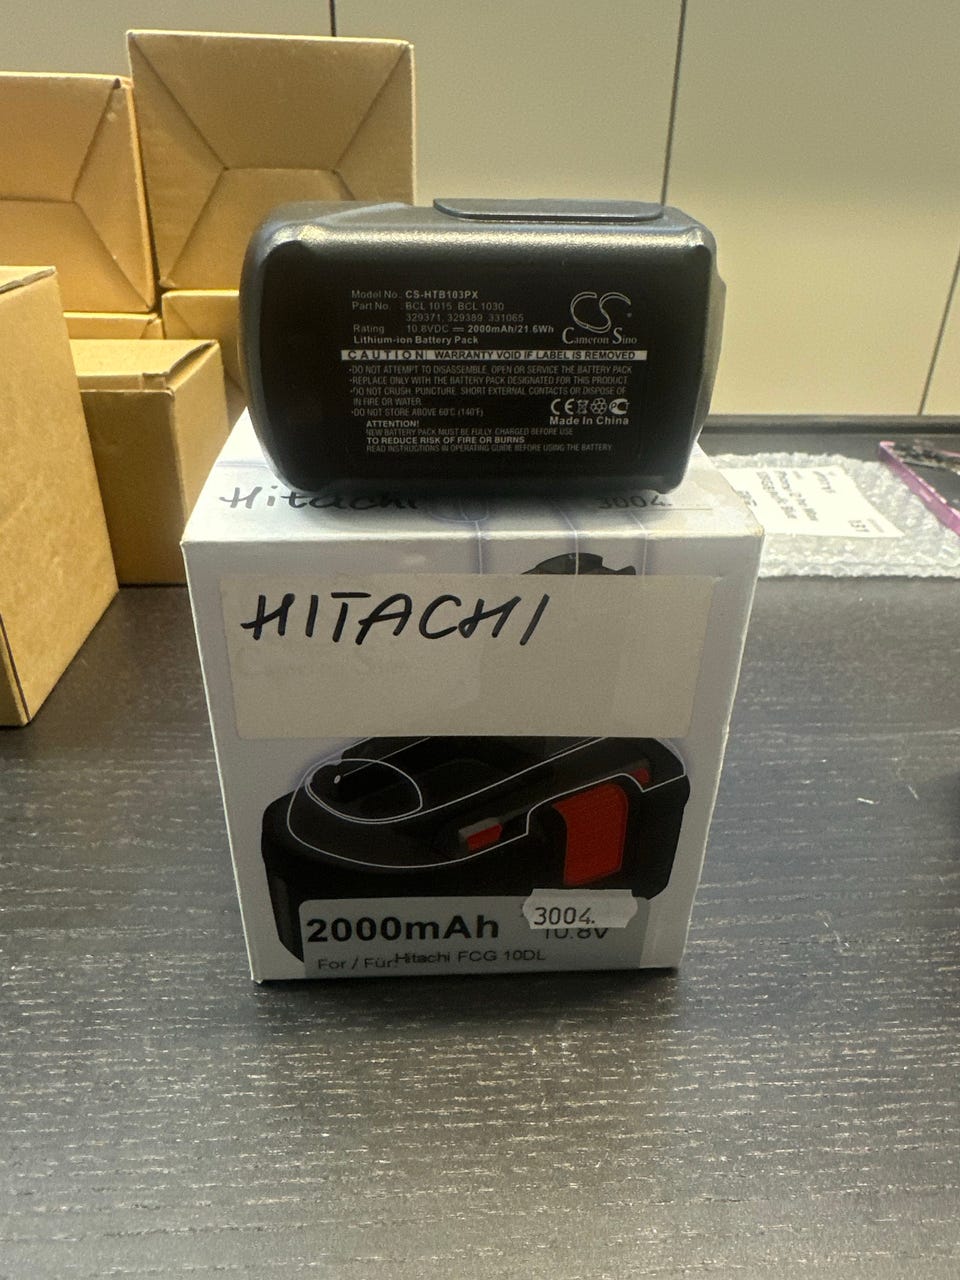 Model No.: CS-HTB103PX
Part No. : BCL 1015, BCL 1030
329371, 329389, 331065
Rating : 10.8VDC 2000mAh/21.6Wh
Lithium-ion Battery Pack
CS
Cameron Sino
CAUTION WARRANTY VOID IF LABEL IS REMOVED
•DO NOT ATTEMPT TO DISASSEMBLE, OPEN OR SERVICE THE BATTERY PACK
•REPLACE ONLY WITH THE BATTERY PACK DESIGNATED FOR THIS PRODUCT
•DO NOT CRUSH, PUNCTURE, SHORT EXTERNAL CONTACTS OR DISPOSE OF
IN FIRE OR WATER.
•DO NOT STORE ABOVE 60℃ (140℉)
CE
Made In China
ATTENTION!
NEW BATTERY PACK MUST BE FULLY CHARGED BEFORE USE
TO REDUCE RISK OF FIRE OR BURNS
READ INSTRUCTIONS IN OPERATING GUIDE BEFORE USING THE BATTERY.
Hitachi 3004.
HITACHI
Cameron Sino
2000mAh 3004.
10.8V
For / Für:Hitachi FCG 10DL
131